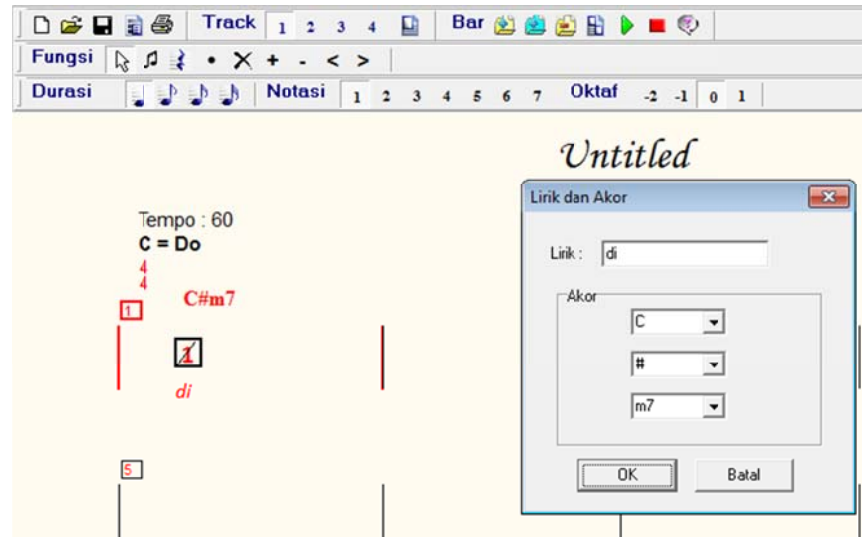 Track 1 2 3 4 Bar
Fungsi + - < >
Durasi Notasi 1 2 3 4 5 6 7 Oktaf -2 -1 0 1
Untitled
Tempo : 60
C = Do
4
4
1
C#m7
1
di
5
Lirik dan Akor
Lirik : di
Akor
C
#
m7
OK Batal